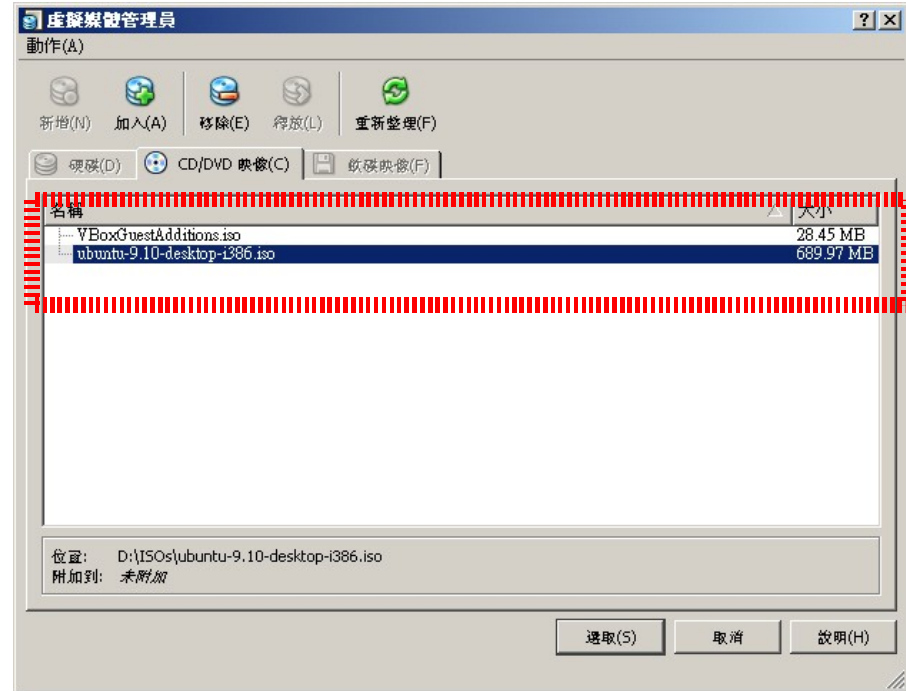 虛擬媒體管理員
動作(A)
新增(N) 加入(A) 移除(E) 釋放(L) 重新整理(F)
硬碟(D) CD/DVD 映像(C) 軟碟映像(F)
名稱 大小
VBoxGuestAdditions.iso 28.45 MB
ubuntu-9.10-desktop-i386.iso 689.97 MB
位置: D:\ISOs\ubuntu-9.10-desktop-i386.iso
附加到: 未附加
選取(S) 取消 說明(H)